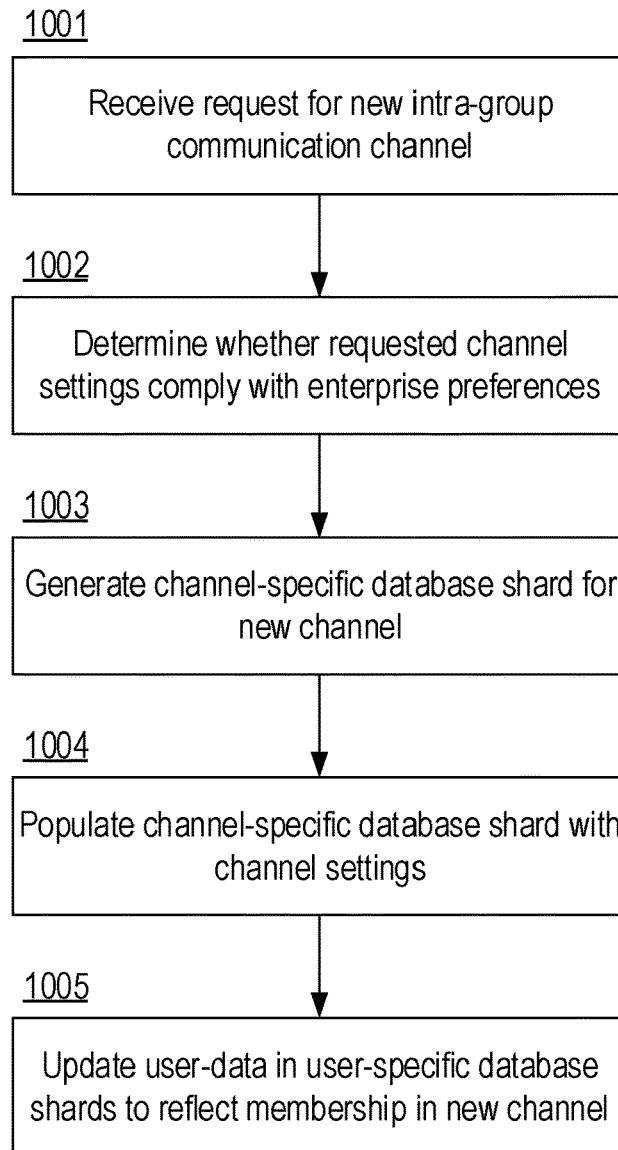 1001
Receive request for new intra-group
communication channel
1002
Determine whether requested channel
settings comply with enterprise preferences
1003
Generate channel-specific database shard for
new channel
1004
Populate channel-specific database shard with
channel settings
1005
Update user-data in user-specific database
shards to reflect membership in new channel